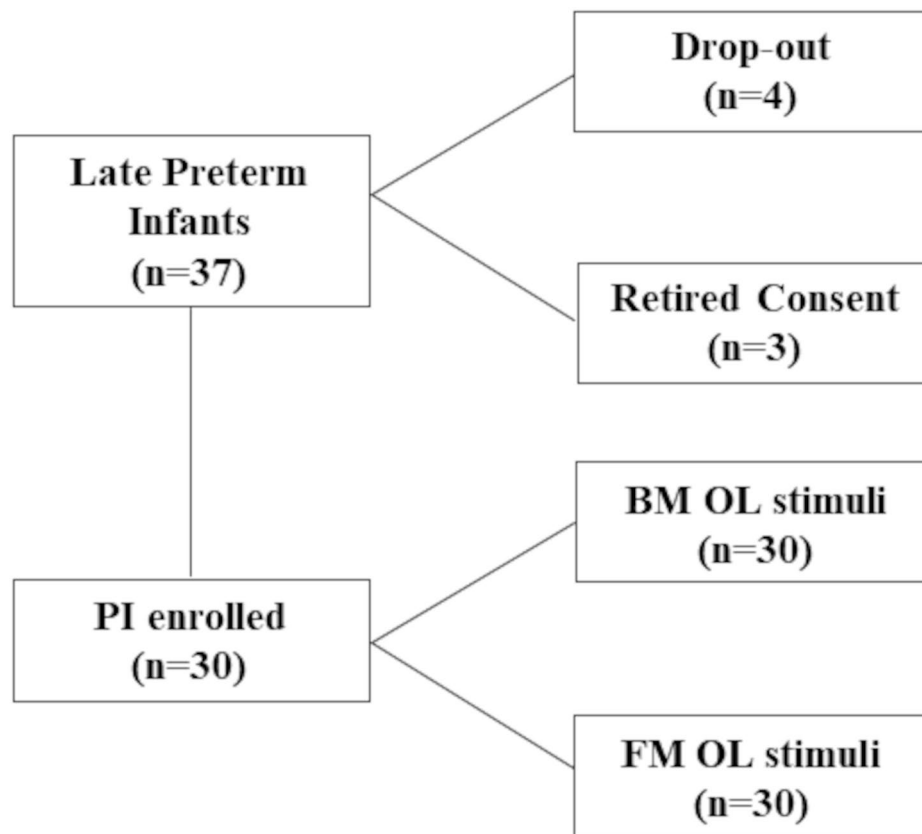 Drop-out
(n=4)
Late Preterm
Infants
(n=37)
Retired Consent
(n=3)
BM OL stimuli
(n=30)
PI enrolled
(n=30)
FM OL stimuli
(n=30)